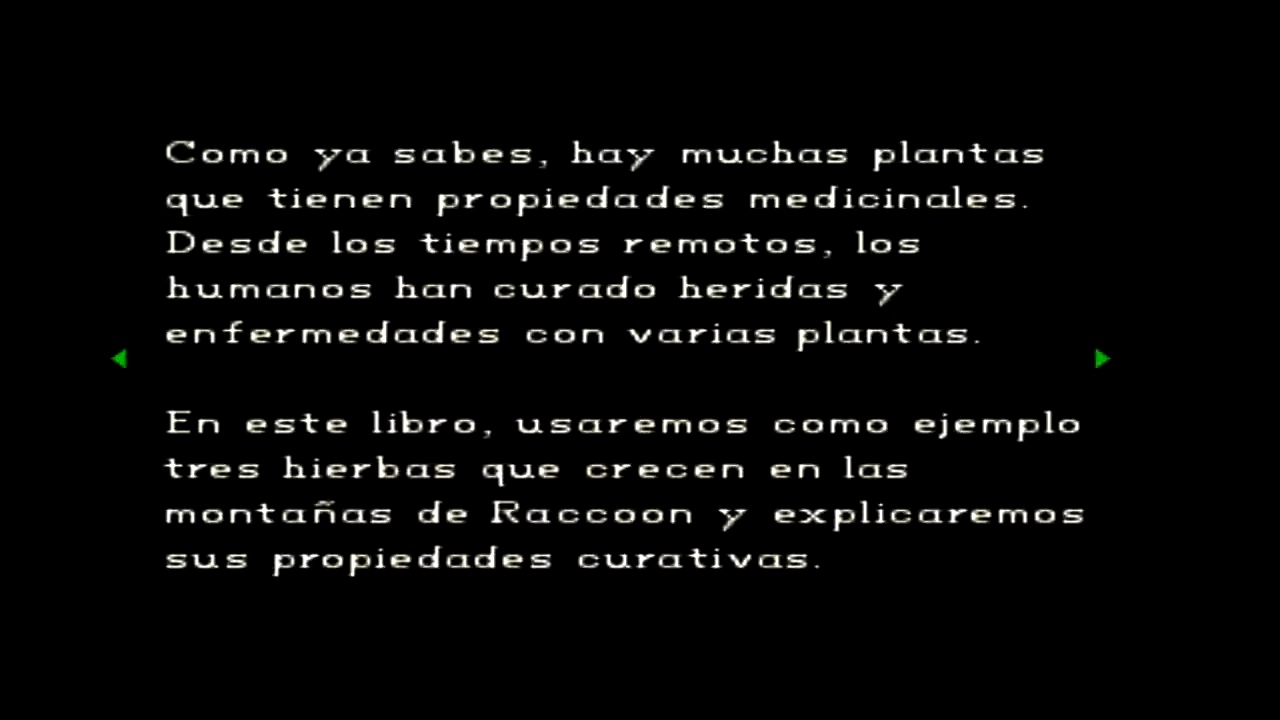 Como ya sabes, hay muchas plantas
que tienen propiedades medicinales.
Desde los tiempos remotos, los
humanos han curado heridas y
enfermedades con varias plantas.
En este libro, usaremos como ejemplo
tres hierbas que crecen en las
montañas de Raccoon y explicaremos
sus propiedades curativas.